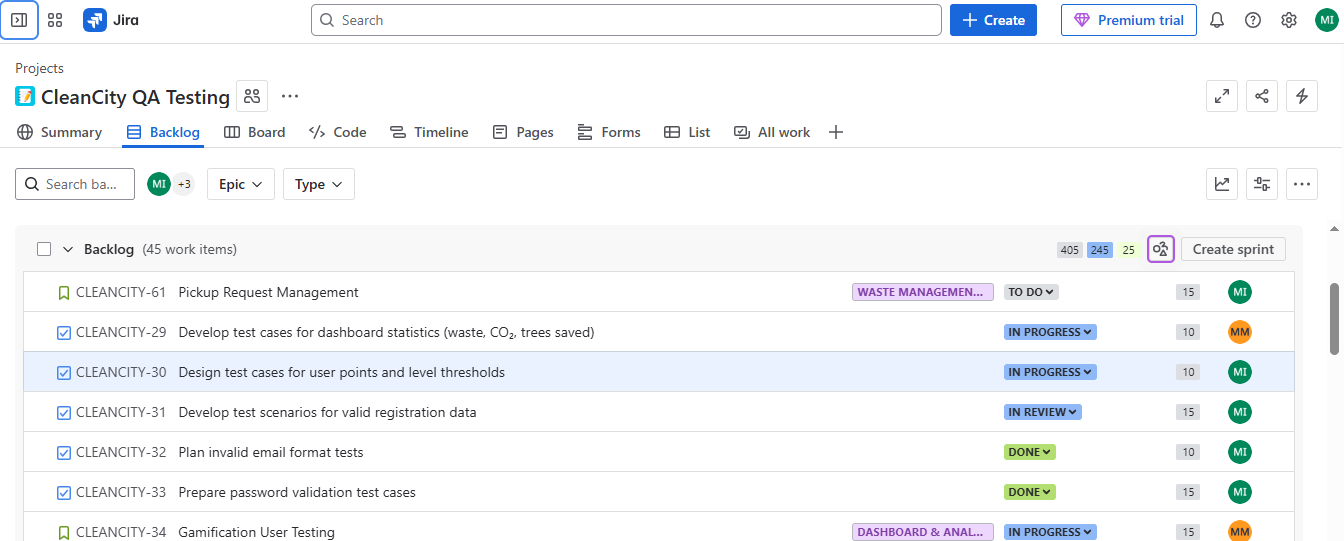 Jira
Search
Create
Premium trial
MI
Projects
CleanCity QA Testing
Summary Backlog Board Code Timeline Pages Forms List All work
Search ba... MI +3 Epic Type
Backlog (45 work items) 405 245 25 Create sprint
CLEANCITY-61 Pickup Request Management WASTE MANAGEMEN... TO DO 15 MI
CLEANCITY-29 Develop test cases for dashboard statistics (waste, CO₂, trees saved) IN PROGRESS 10 MM
CLEANCITY-30 Design test cases for user points and level thresholds IN PROGRESS 10 MI
CLEANCITY-31 Develop test scenarios for valid registration data IN REVIEW 15 MI
CLEANCITY-32 Plan invalid email format tests DONE 10 MI
CLEANCITY-33 Prepare password validation test cases DONE 15 MI
CLEANCITY-34 Gamification User Testing DASHBOARD & ANAL... IN PROGRESS 15 MM